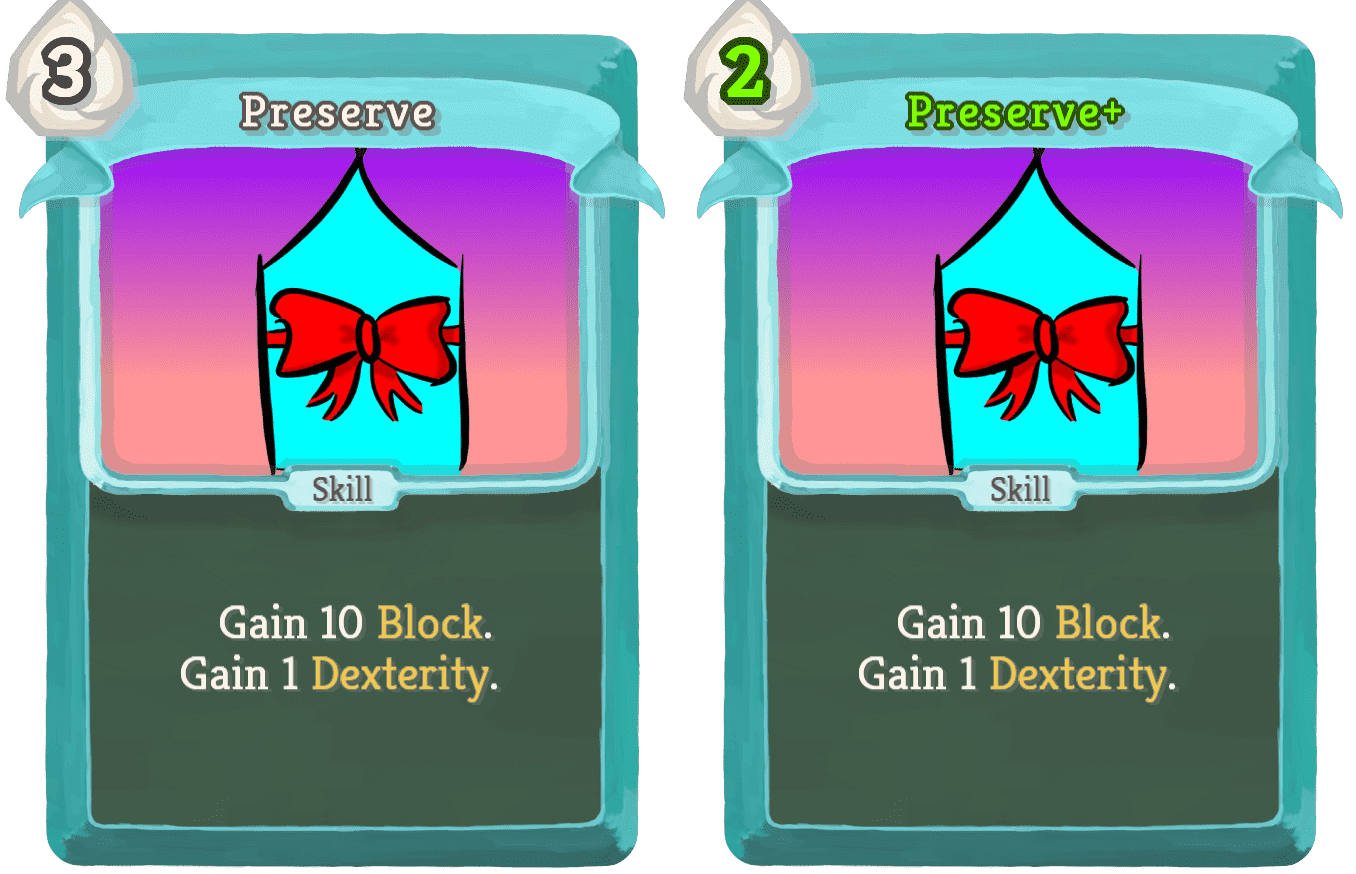 3
Preserve
Skill
Gain 10 Block.
Gain 1 Dexterity.
2
Preserve+
Skill
Gain 10 Block.
Gain 1 Dexterity.